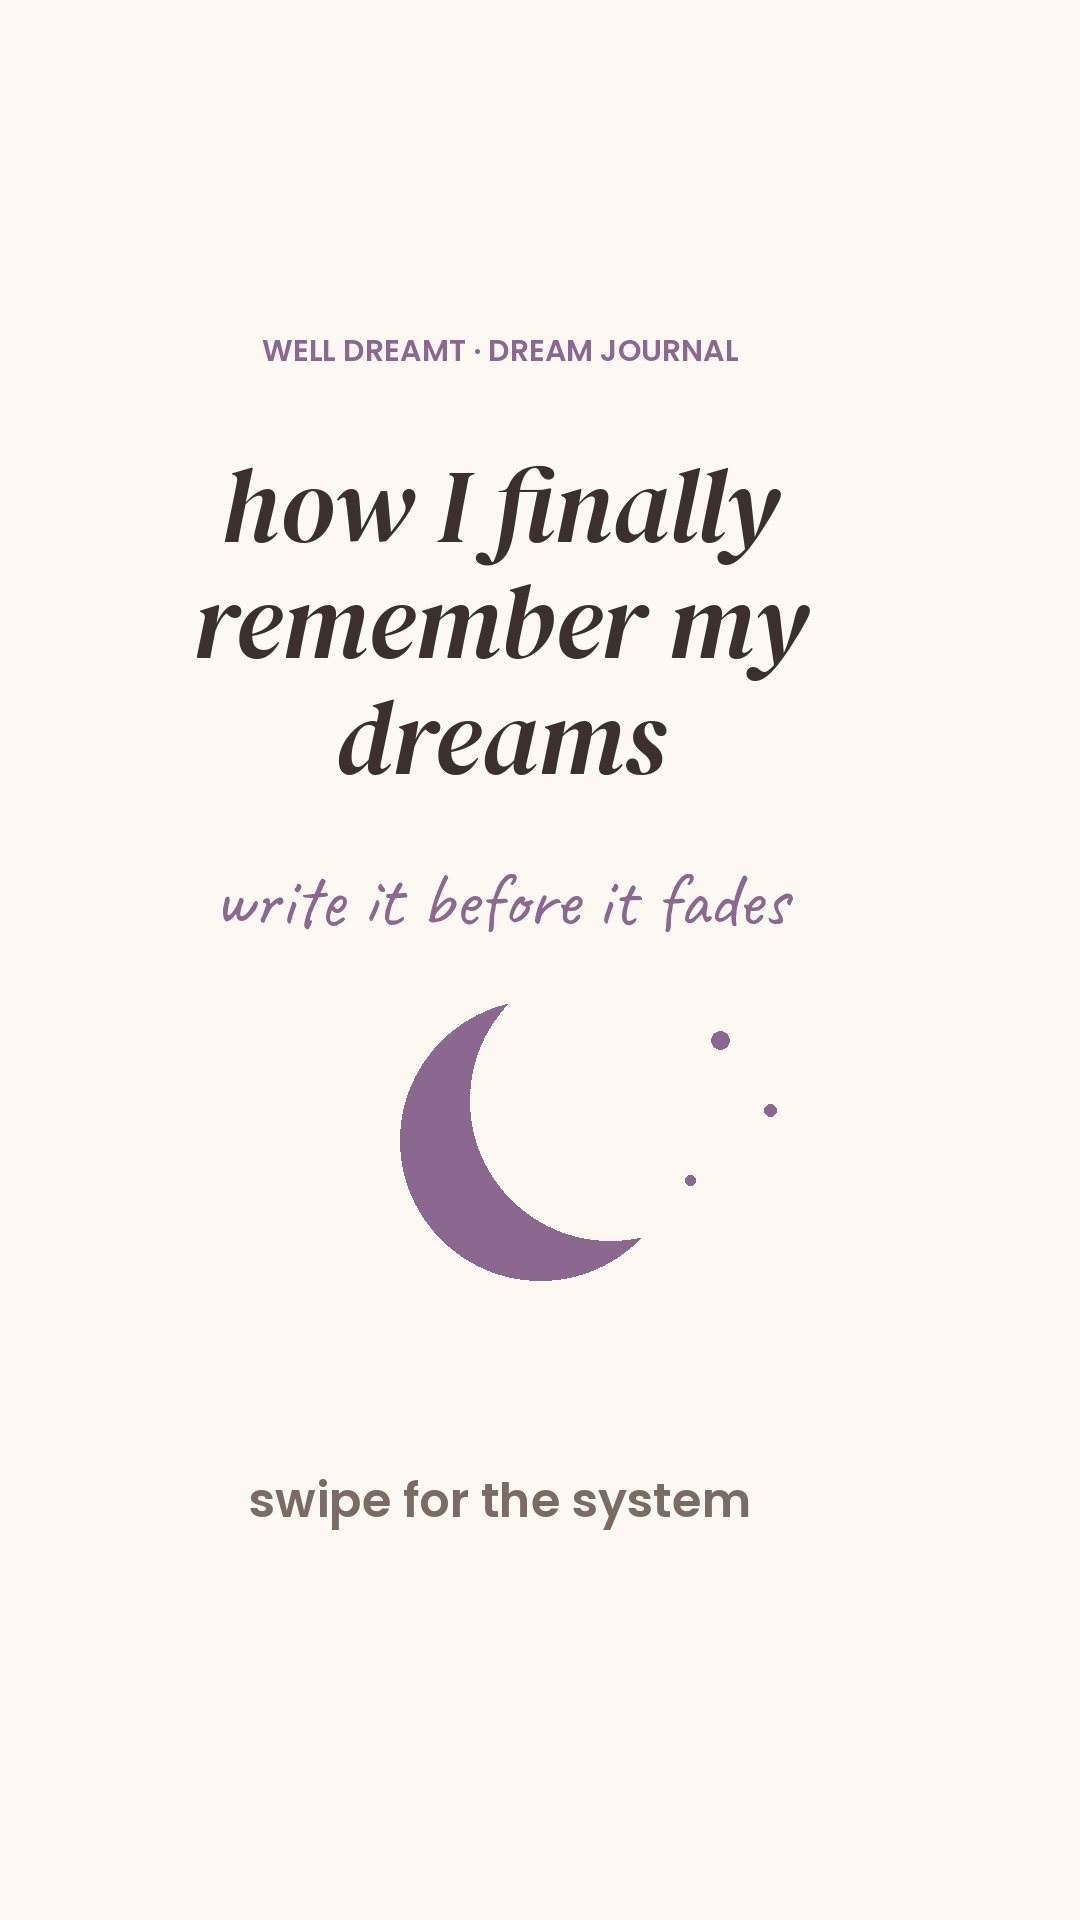 WELL DREAMT · DREAM JOURNAL
how I finally
remember my
dreams
write it before it fades
swipe for the system